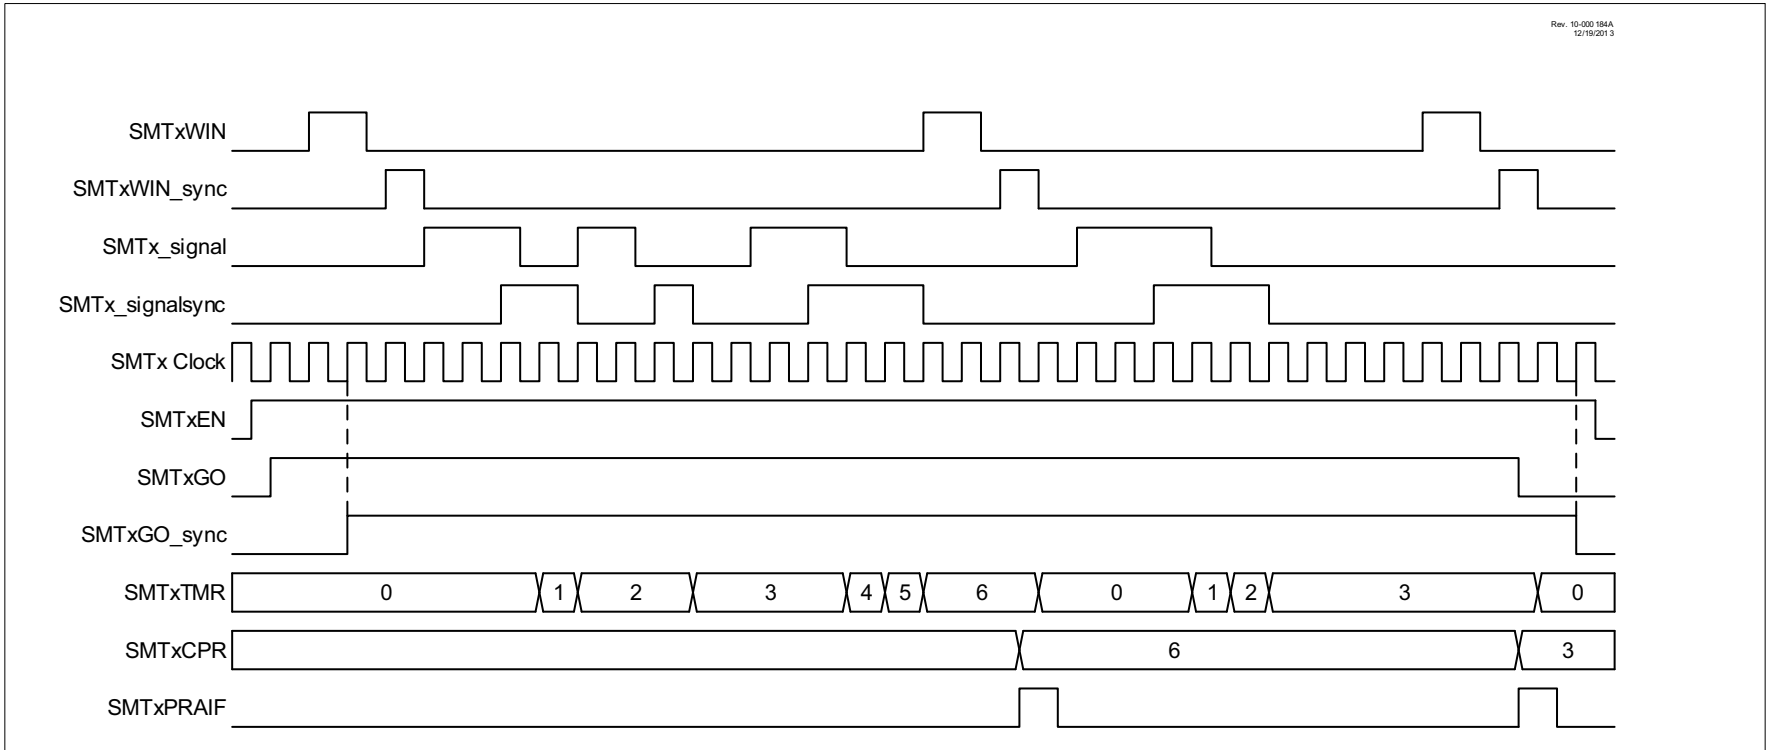 Rev. 10-000 184A
12/19/201 3
SMTxWIN
SMTxWIN_sync
SMTx_signal
SMTx_signalsync
SMTx Clock
SMTxEN
SMTxGO
SMTxGO_sync
SMTxTMR 0 1 2 3 4 5 6 0 1 2 3 0
SMTxCPR 6 3
SMTxPRAIF